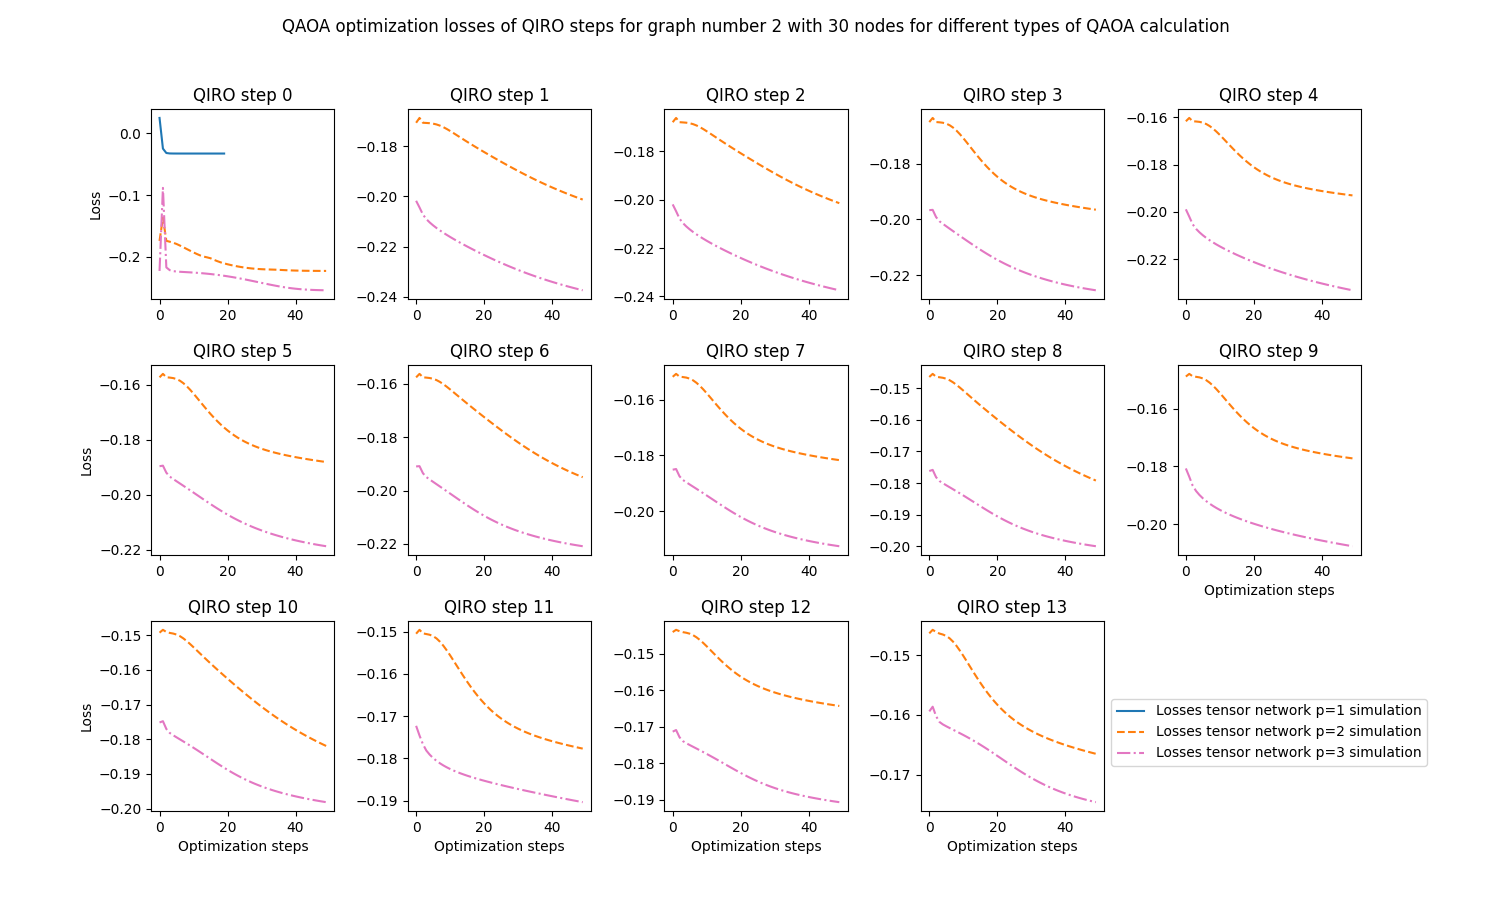 QAOA optimization losses of QIRO steps for graph number 2 with 30 nodes for different types of QAOA calculation
QIRO step 0
0.0
−0.1
−0.2
Loss
0 20 40
QIRO step 1
−0.18
−0.20
−0.22
−0.24
0 20 40
QIRO step 2
−0.18
−0.20
−0.22
−0.24
0 20 40
QIRO step 3
−0.18
−0.20
−0.22
0 20 40
QIRO step 4
−0.16
−0.18
−0.20
−0.22
0 20 40
QIRO step 5
−0.16
−0.18
−0.20
−0.22
Loss
0 20 40
QIRO step 6
−0.16
−0.18
−0.20
−0.22
0 20 40
QIRO step 7
−0.16
−0.18
−0.20
0 20 40
QIRO step 8
−0.15
−0.16
−0.17
−0.18
−0.19
−0.20
0 20 40
QIRO step 9
−0.16
−0.18
−0.20
0 20 40
Optimization steps
QIRO step 10
−0.15
−0.16
−0.17
−0.18
−0.19
−0.20
Loss
0 20 40
Optimization steps
QIRO step 11
−0.15
−0.16
−0.17
−0.18
−0.19
0 20 40
Optimization steps
QIRO step 12
−0.15
−0.16
−0.17
−0.18
−0.19
0 20 40
Optimization steps
QIRO step 13
−0.15
−0.16
−0.17
0 20 40
Optimization steps
Losses tensor network p=1 simulation
Losses tensor network p=2 simulation
Losses tensor network p=3 simulation